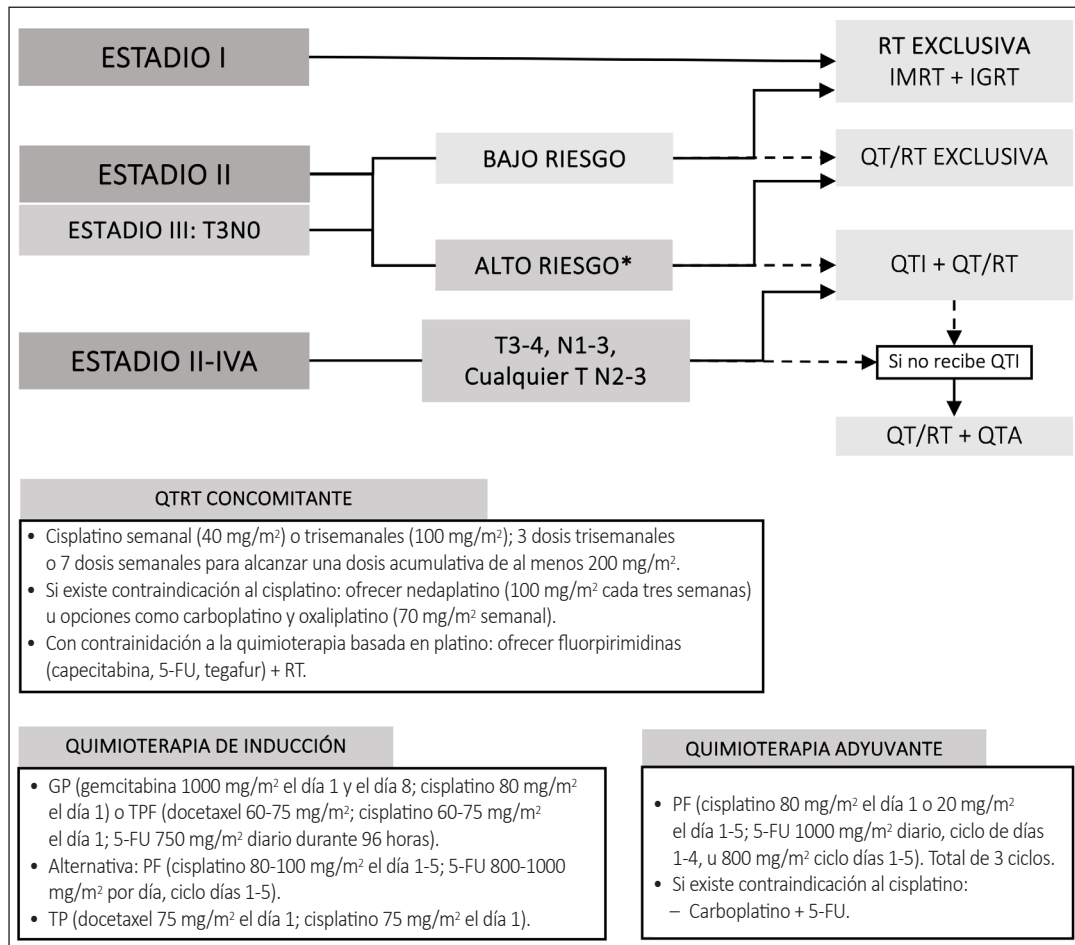 ESTADIO I
RT EXCLUSIVA
IMRT + IGRT
ESTADIO II
BAJO RIESGO
QT/RT EXCLUSIVA
ESTADIO III: T3N0
ALTO RIESGO*
QTI + QT/RT
ESTADIO II-IVA
T3-4, N1-3,
Cualquier T N2-3
Si no recibe QTI
QT/RT + QTA
QTRT CONCOMITANTE
• Cisplatino semanal (40 mg/m²) o trisemanales (100 mg/m²); 3 dosis trisemanales
o 7 dosis semanales para alcanzar una dosis acumulativa de al menos 200 mg/m².
• Si existe contraindicación al cisplatino: ofrecer nedaplatino (100 mg/m² cada tres semanas)
u opciones como carboplatino y oxaliplatino (70 mg/m² semanal).
• Con contrainidación a la quimioterapia basada en platino: ofrecer fluorpirimidinas
(capecitabina, 5-FU, tegafur) + RT.
QUIMIOTERAPIA DE INDUCCIÓN
• GP (gemcitabina 1000 mg/m² el día 1 y el día 8; cisplatino 80 mg/m²
el día 1) o TPF (docetaxel 60-75 mg/m²; cisplatino 60-75 mg/m²
el día 1; 5-FU 750 mg/m² diario durante 96 horas).
• Alternativa: PF (cisplatino 80-100 mg/m² el día 1-5; 5-FU 800-1000
mg/m² por día, ciclo días 1-5).
• TP (docetaxel 75 mg/m² el día 1; cisplatino 75 mg/m² el día 1).
QUIMIOTERAPIA ADYUVANTE
• PF (cisplatino 80 mg/m² el día 1 o 20 mg/m²
el día 1-5; 5-FU 1000 mg/m² diario, ciclo de días
1-4, u 800 mg/m² ciclo días 1-5). Total de 3 ciclos.
• Si existe contraindicación al cisplatino:
– Carboplatino + 5-FU.